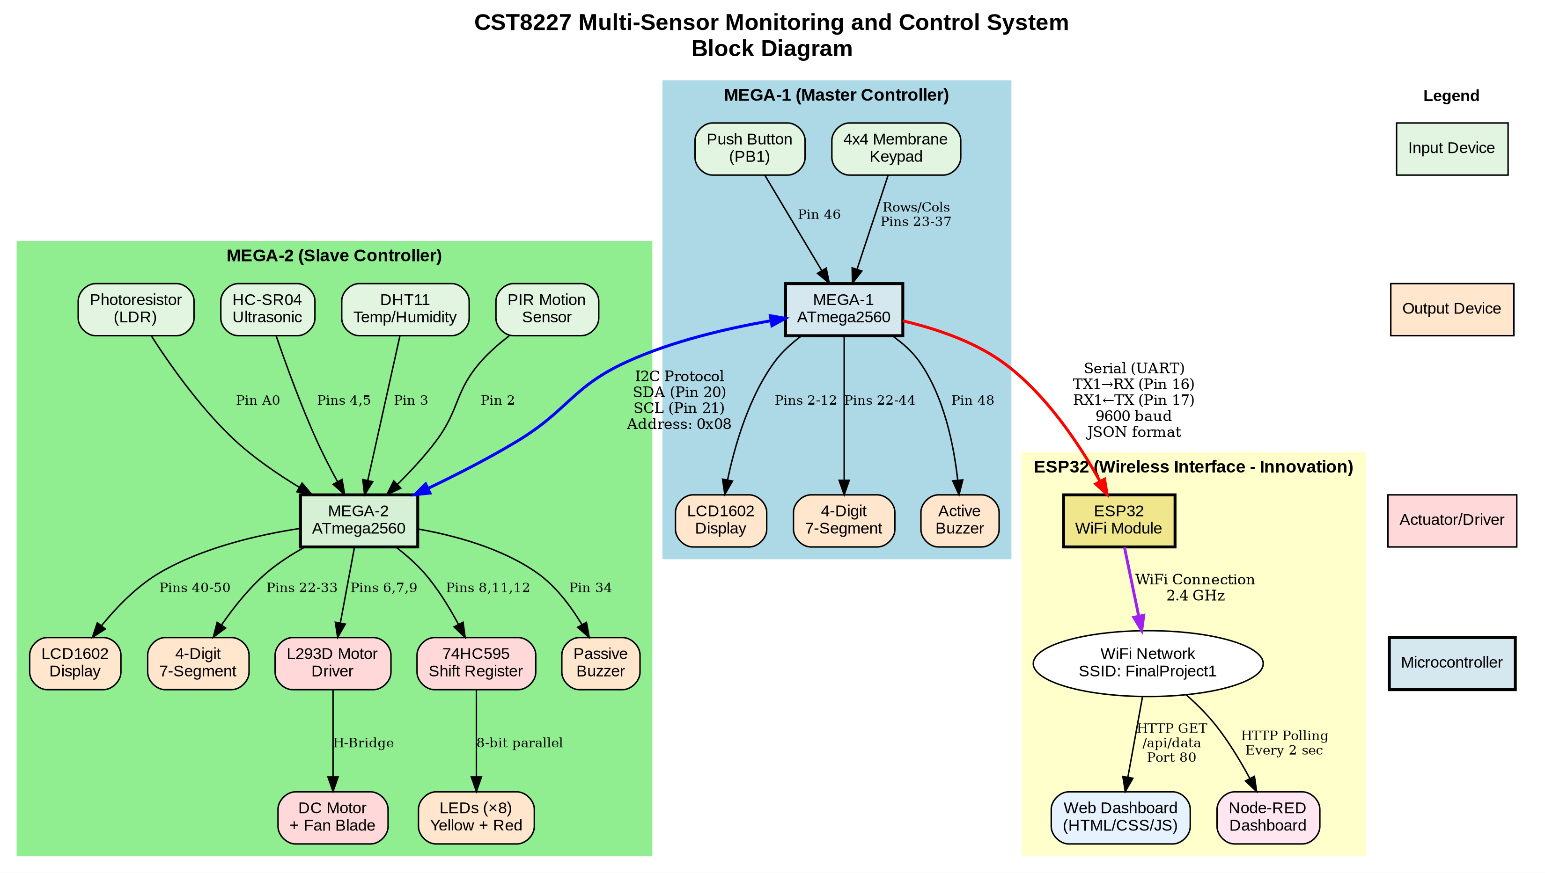 CST8227 Multi-Sensor Monitoring and Control System
Block Diagram
MEGA-1 (Master Controller)
Push Button
(PB1)
4x4 Membrane
Keypad
Pin 46
Rows/Cols
Pins 23-37
MEGA-1
ATmega2560
Pins 2-12
Pins 22-44
Pin 48
LCD1602
Display
4-Digit
7-Segment
Active
Buzzer
MEGA-2 (Slave Controller)
Photoresistor
(LDR)
HC-SR04
Ultrasonic
DHT11
Temp/Humidity
PIR Motion
Sensor
Pin A0
Pins 4,5
Pin 3
Pin 2
I2C Protocol
SDA (Pin 20)
SCL (Pin 21)
Address: 0x08
MEGA-2
ATmega2560
Pins 40-50
Pins 22-33
Pins 6,7,9
Pins 8,11,12
Pin 34
LCD1602
Display
4-Digit
7-Segment
L293D Motor
Driver
74HC595
Shift Register
Passive
Buzzer
H-Bridge
8-bit parallel
DC Motor
+ Fan Blade
LEDs (×8)
Yellow + Red
Serial (UART)
TX1→RX (Pin 16)
RX1←TX (Pin 17)
9600 baud
JSON format
ESP32 (Wireless Interface - Innovation)
ESP32
WiFi Module
WiFi Connection
2.4 GHz
WiFi Network
SSID: FinalProject1
HTTP GET
/api/data
Port 80
HTTP Polling
Every 2 sec
Web Dashboard
(HTML/CSS/JS)
Node-RED
Dashboard
Legend
Input Device
Output Device
Actuator/Driver
Microcontroller